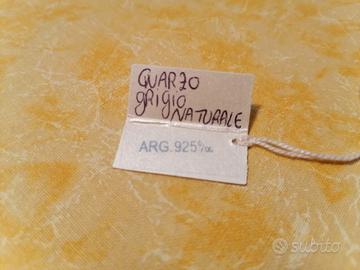 QUARZO
grigio
NATURALE
ARG. 925‰
subito